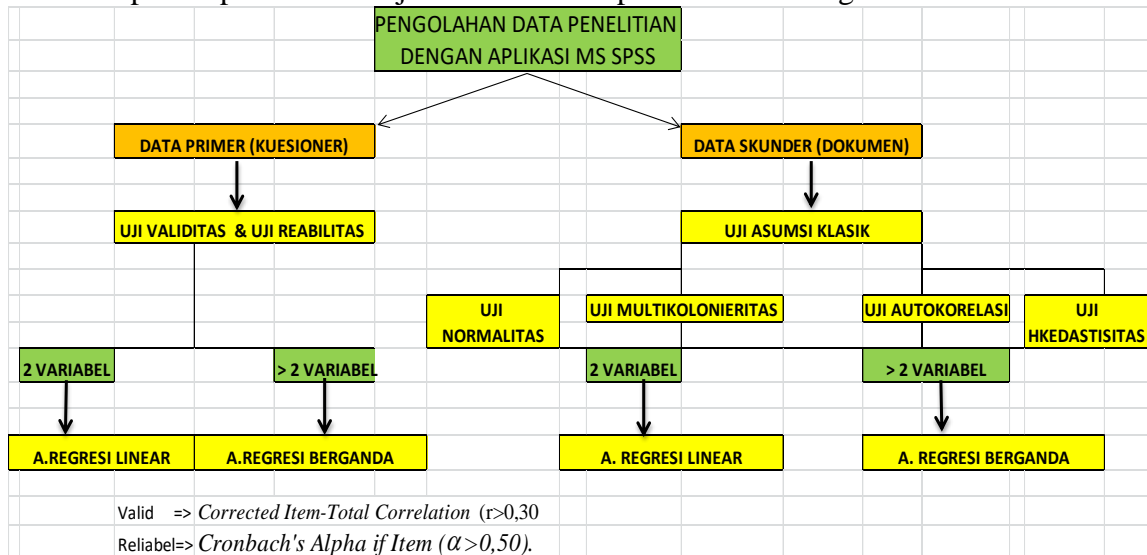 PENGOLAHAN DATA PENELITIAN
DENGAN APLIKASI MS SPSS
DATA PRIMER (KUESIONER)
DATA SKUNDER (DOKUMEN)
UJI VALIDITAS & UJI REABILITAS
UJI ASUMSI KLASIK
UJI
NORMALITAS
UJI MULTIKOLONIERITAS
UJI AUTOKORELASI
UJI
HKEDASTISITAS
2 VARIABEL
> 2 VARIABEL
2 VARIABEL
> 2 VARIABEL
A.REGRESI LINEAR
A.REGRESI BERGANDA
A. REGRESI LINEAR
A. REGRESI BERGANDA
Valid => Corrected Item-Total Correlation (r>0,30
Reliabel=> Cronbach's Alpha if Item (α>0,50).